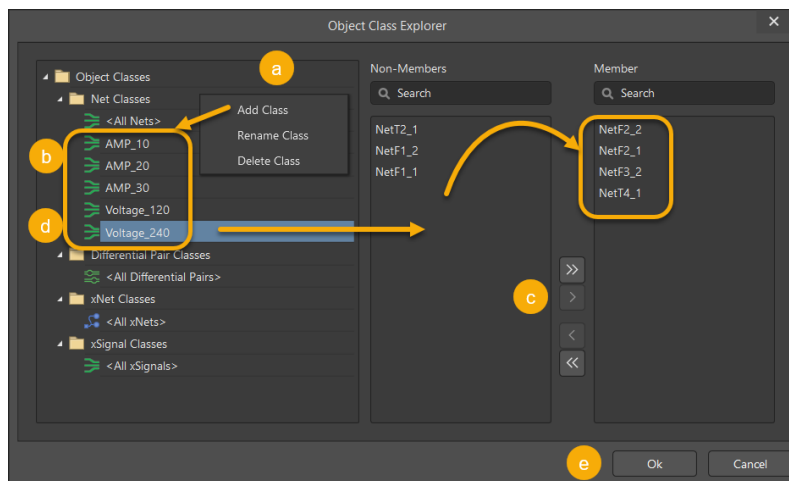 Object Class Explorer
a
Object Classes
Net Classes
<All Nets>
b
AMP_10
AMP_20
AMP_30
Voltage_120
d
Voltage_240
Differential Pair Classes
<All Differential Pairs>
xNet Classes
<All xNets>
xSignal Classes
<All xSignals>
Add Class
Rename Class
Delete Class
Non-Members
Search
NetT2_1
NetF1_2
NetF1_1
c
>>
>
<
<<
Member
Search
NetF2_2
NetF2_1
NetF3_2
NetT4_1
e
Ok
Cancel